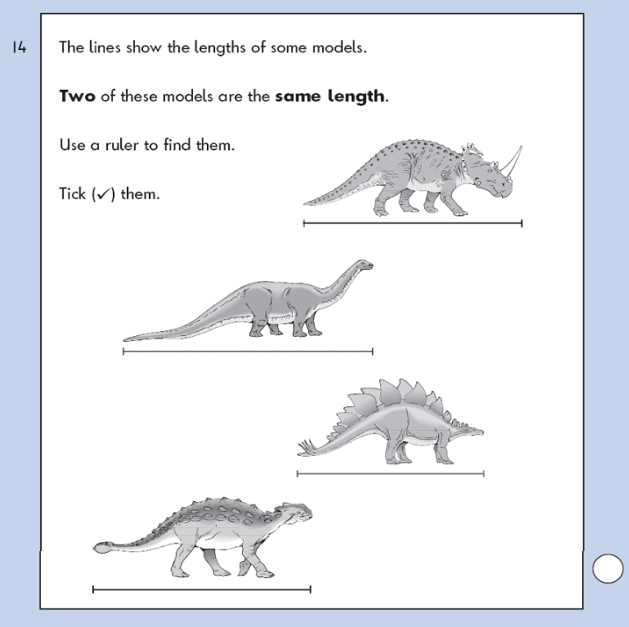 14
The lines show the lengths of some models.
Two of these models are the same length.
Use a ruler to find them.
Tick (✓) them.